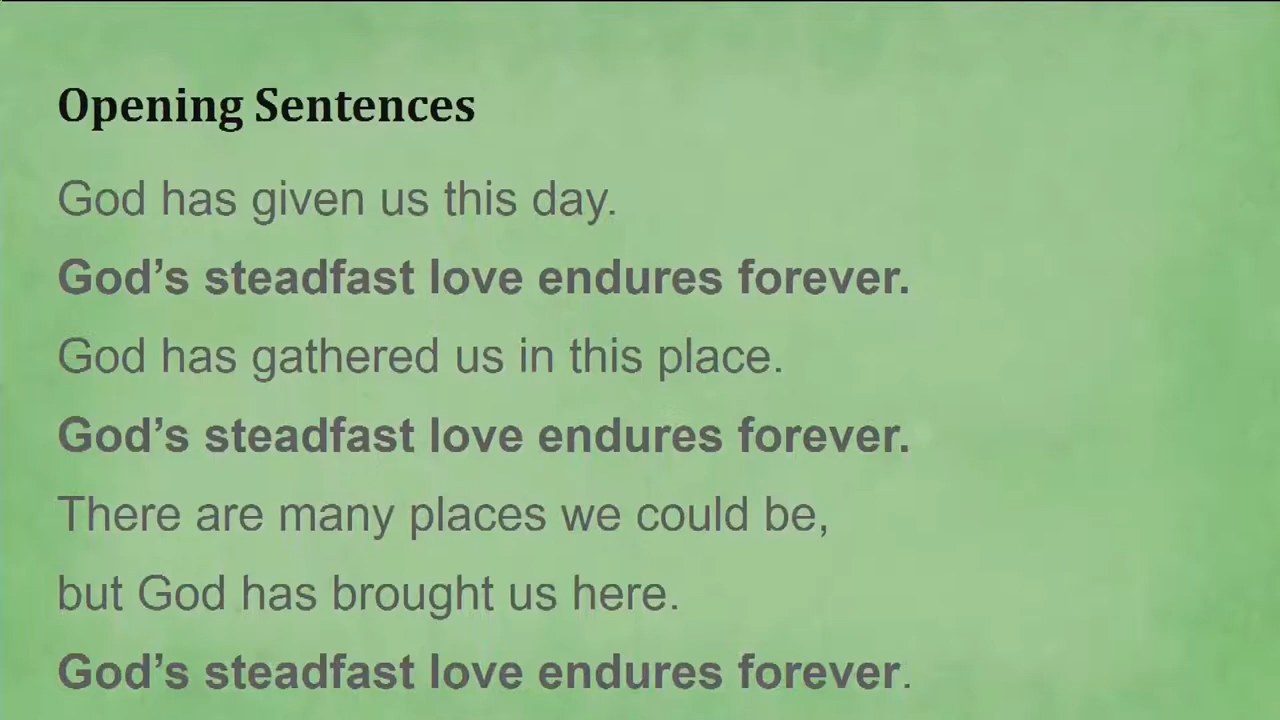 Opening Sentences
God has given us this day.
God’s steadfast love endures forever.
God has gathered us in this place.
God’s steadfast love endures forever.
There are many places we could be,
but God has brought us here.
God’s steadfast love endures forever.